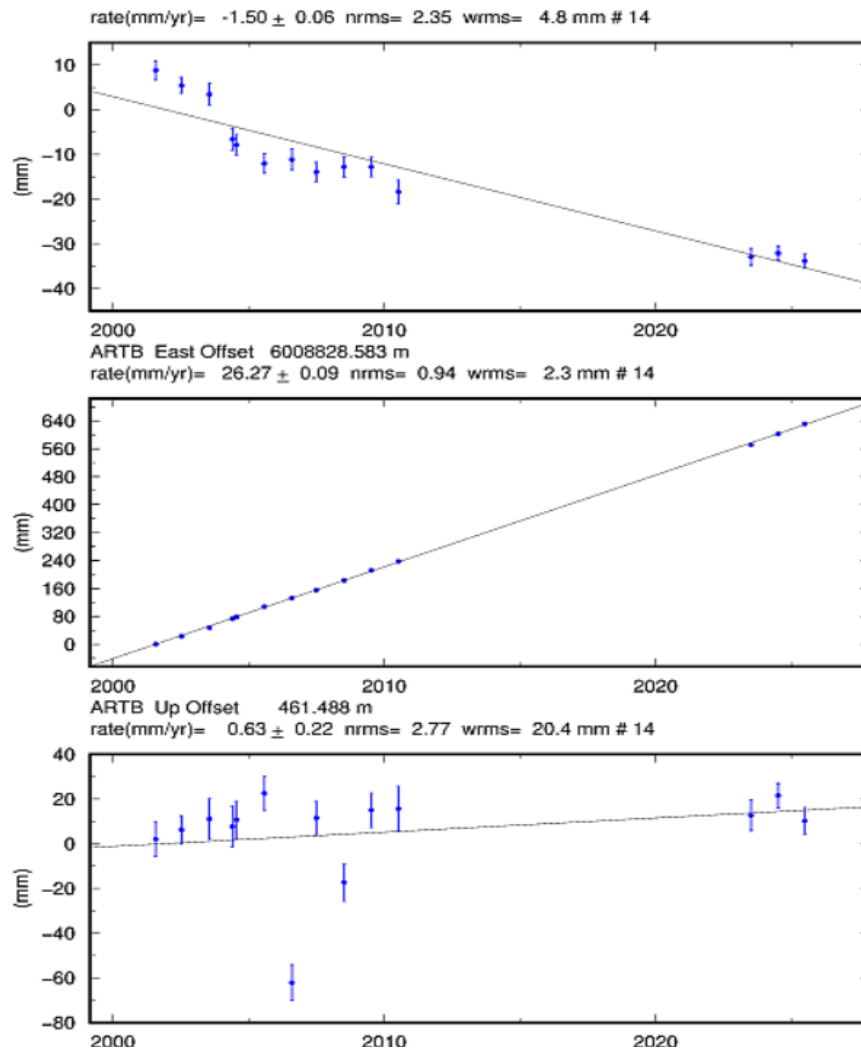 rate(mm/yr)= -1.50 ± 0.06 nrms= 2.35 wrms= 4.8 mm # 14
10
0
−10
−20
−30
−40
(mm)
2000 2010 2020
ARTB East Offset 6008828.583 m
rate(mm/yr)= 26.27 ± 0.09 nrms= 0.94 wrms= 2.3 mm # 14
640
560
480
400
320
240
160
80
0
(mm)
2000 2010 2020
ARTB Up Offset 461.488 m
rate(mm/yr)= 0.63 ± 0.22 nrms= 2.77 wrms= 20.4 mm # 14
40
20
0
−20
−40
−60
−80
(mm)
2000 2010 2020